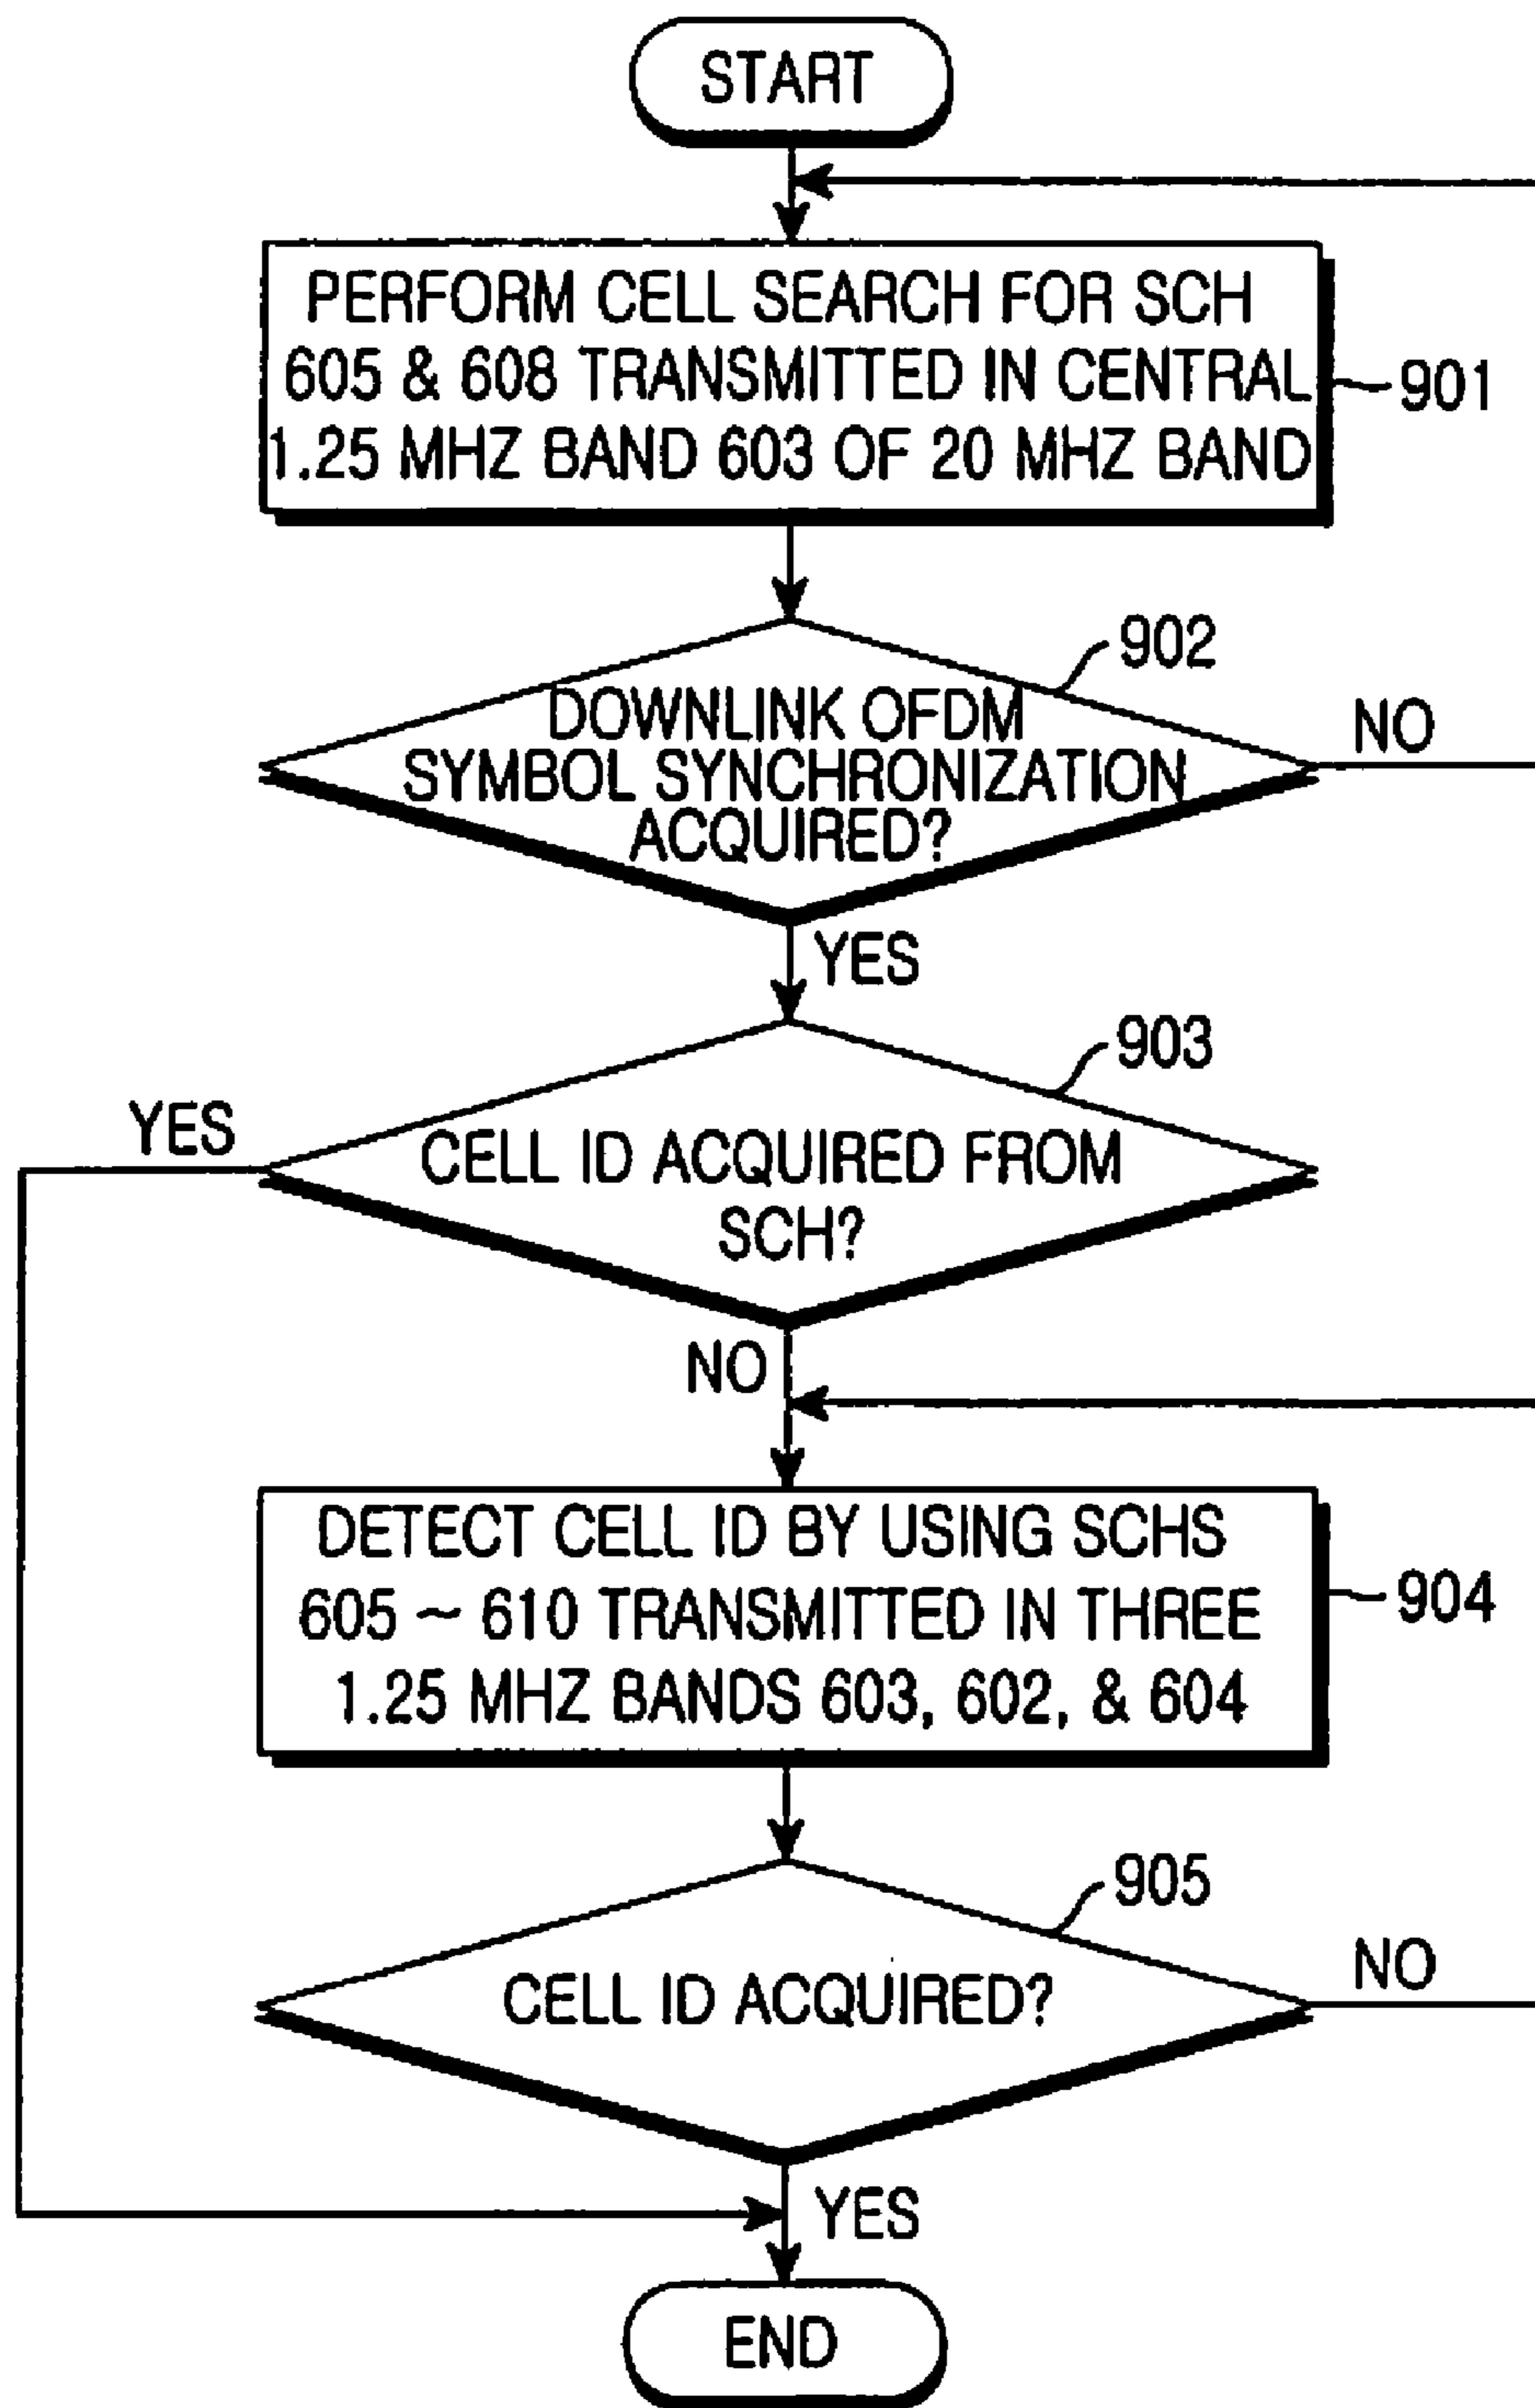 START
PERFORM CELL SEARCH FOR SCH
605 & 608 TRANSMITTED IN CENTRAL
1.25 MHZ BAND 603 OF 20 MHZ BAND
901
902
DOWNLINK OFDM
SYMBOL SYNCHRONIZATION
ACQUIRED?
NO
YES
903
YES
CELL ID ACQUIRED FROM
SCH?
NO
DETECT CELL ID BY USING SCHS
605 ~ 610 TRANSMITTED IN THREE
1.25 MHZ BANDS 603, 602, & 604
904
905
CELL ID ACQUIRED?
NO
YES
END